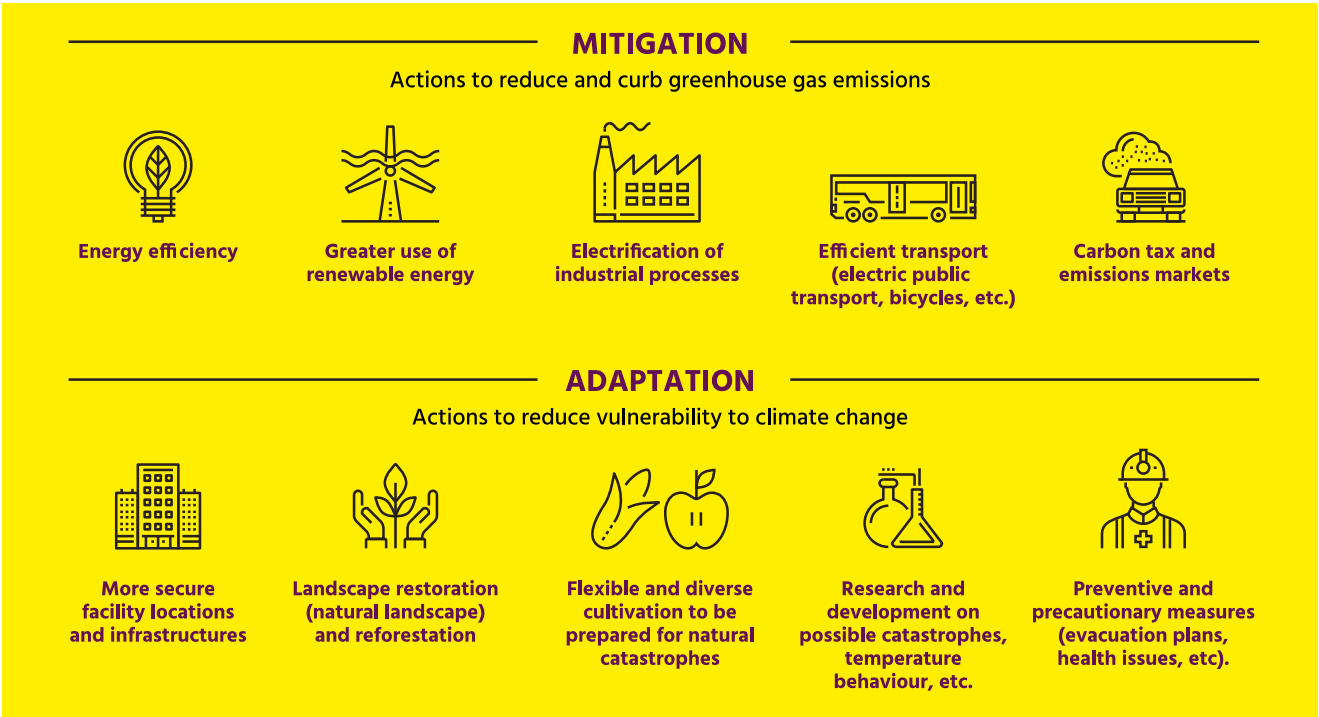 MITIGATION
Actions to reduce and curb greenhouse gas emissions
Energy efficiency
Greater use of
renewable energy
Electrification of
industrial processes
Efficient transport
(electric public
transport, bicycles, etc.)
Carbon tax and
emissions markets
ADAPTATION
Actions to reduce vulnerability to climate change
More secure
facility locations
and infrastructures
Landscape restoration
(natural landscape)
and reforestation
Flexible and diverse
cultivation to be
prepared for natural
catastrophes
Research and
development on
possible catastrophes,
temperature
behaviour, etc.
Preventive and
precautionary measures
(evacuation plans,
health issues, etc).